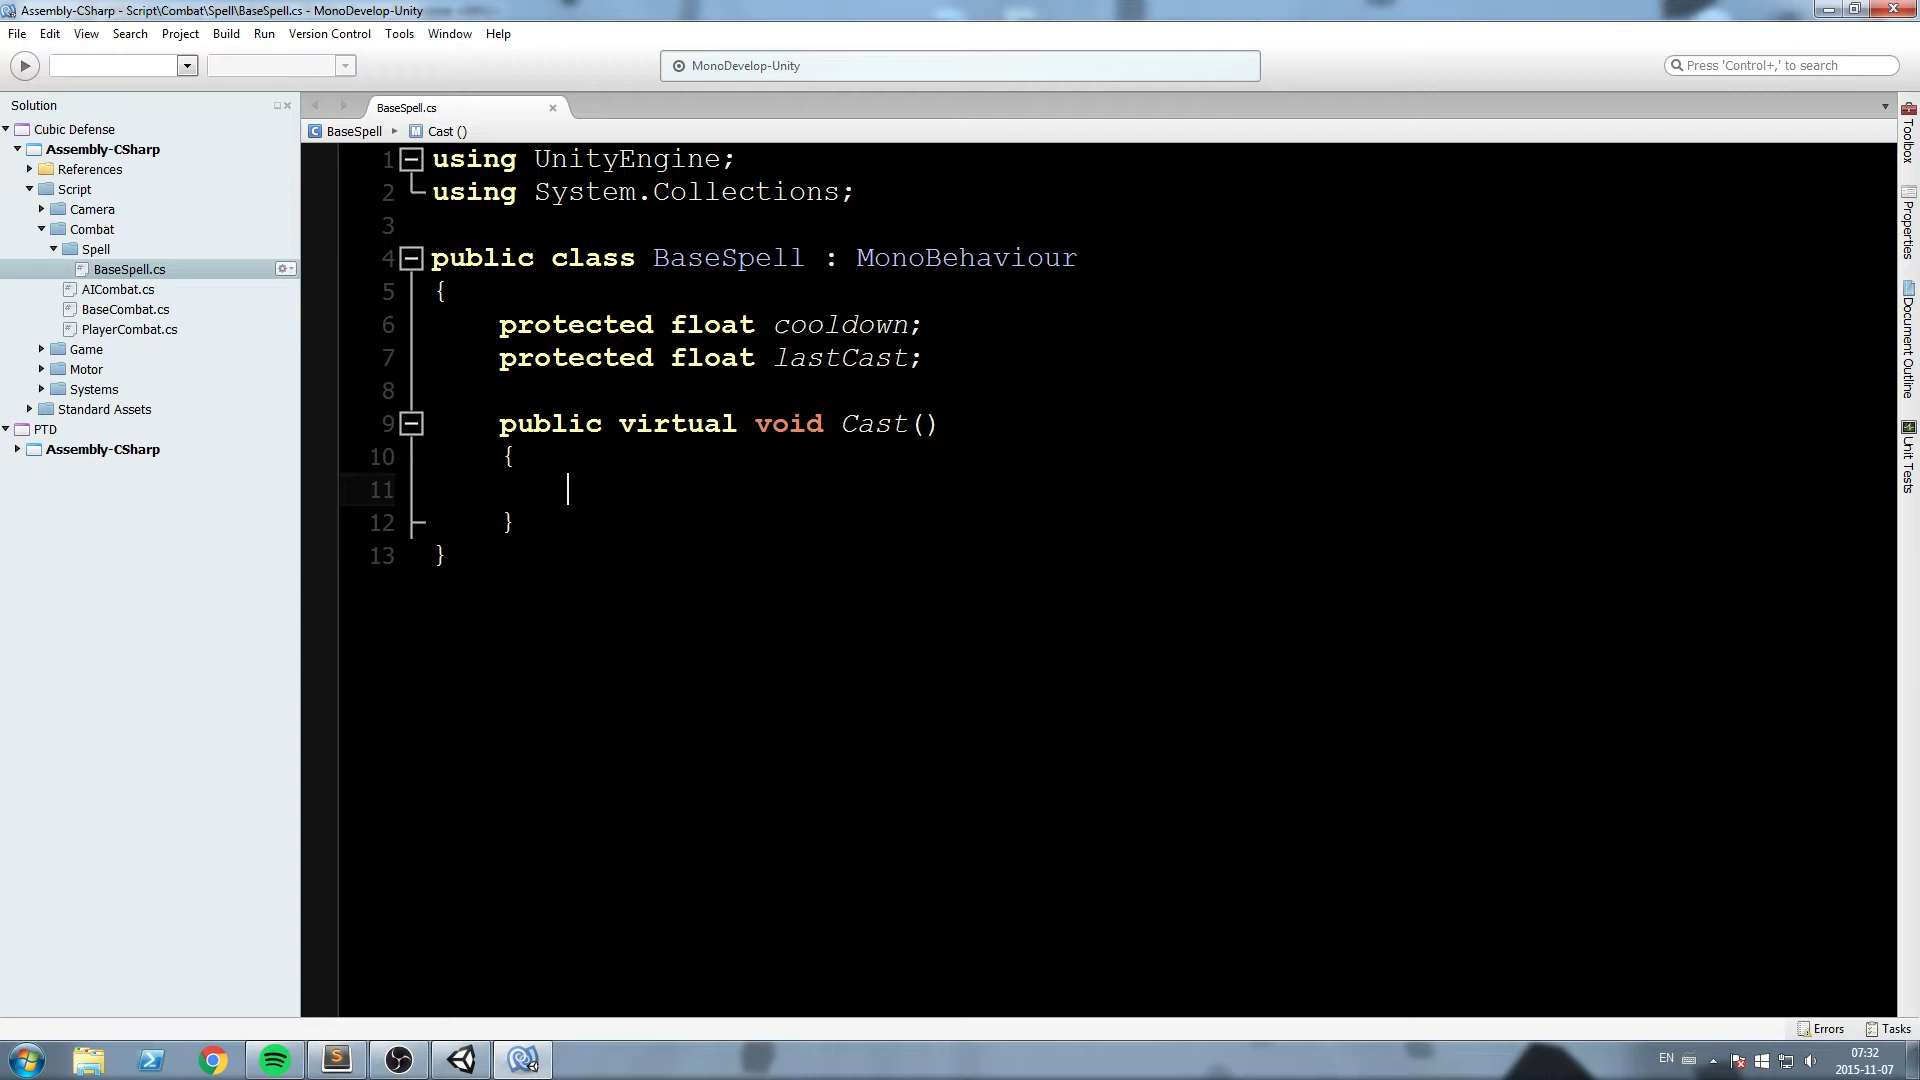 Assembly-CSharp - Script\Combat\Spell\BaseSpell.cs - MonoDevelop-Unity
File Edit View Search Project Build Run Version Control Tools Window Help
MonoDevelop-Unity
Press 'Control+,' to search
Solution
Cubic Defense
Assembly-CSharp
References
Script
Camera
Combat
Spell
BaseSpell.cs
AICombat.cs
BaseCombat.cs
PlayerCombat.cs
Game
Motor
Systems
Standard Assets
PTD
Assembly-CSharp
BaseSpell.cs
BaseSpell Cast ()
1 using UnityEngine;
2 using System.Collections;
3
4 public class BaseSpell : MonoBehaviour
5 {
6 protected float cooldown;
7 protected float lastCast;
8
9 public virtual void Cast()
10 {
11
12 }
13 }
Toolbox
Properties
Document Outline
Unit Tests
Errors Tasks
EN
07:32
2015-11-07